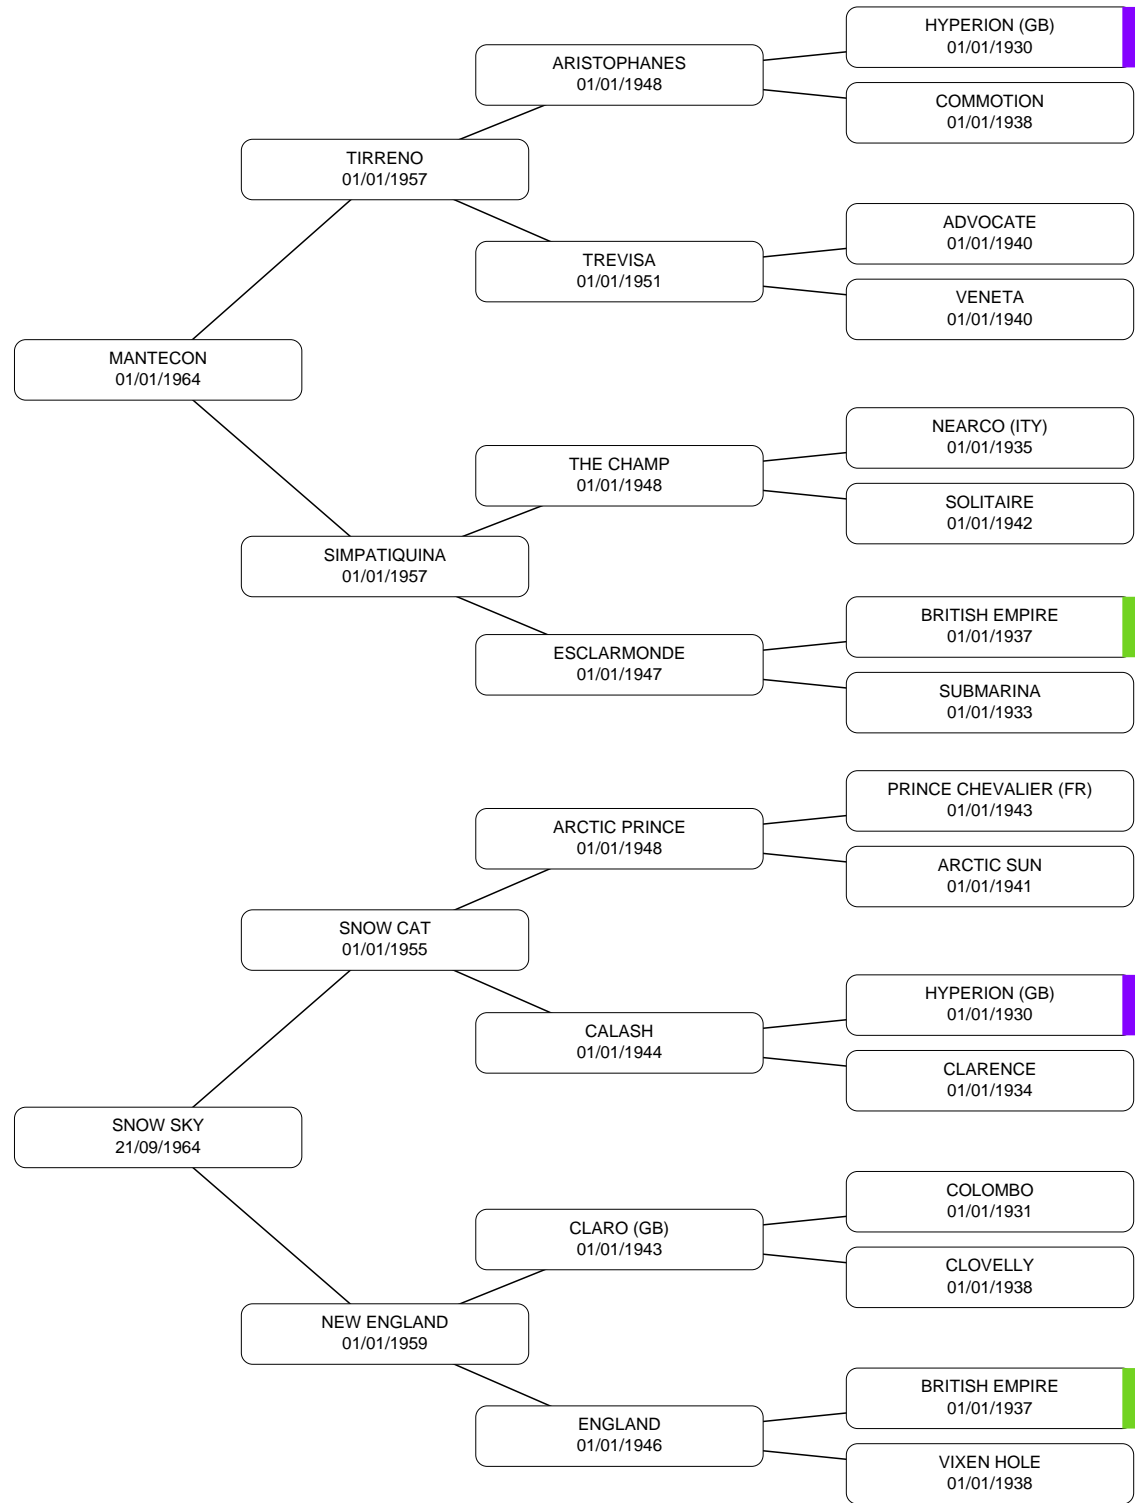 HYPERION (GB)
01/01/1930
ARISTOPHANES
01/01/1948
COMMOTION
01/01/1938
TIRRENO
01/01/1957
ADVOCATE
01/01/1940
TREVISA
01/01/1951
VENETA
01/01/1940
MANTECON
01/01/1964
NEARCO (ITY)
01/01/1935
THE CHAMP
01/01/1948
SOLITAIRE
01/01/1942
SIMPATIQUINA
01/01/1957
BRITISH EMPIRE
01/01/1937
ESCLARMONDE
01/01/1947
SUBMARINA
01/01/1933
PRINCE CHEVALIER (FR)
01/01/1943
ARCTIC PRINCE
01/01/1948
ARCTIC SUN
01/01/1941
SNOW CAT
01/01/1955
HYPERION (GB)
01/01/1930
CALASH
01/01/1944
CLARENCE
01/01/1934
SNOW SKY
21/09/1964
COLOMBO
01/01/1931
CLARO (GB)
01/01/1943
CLOVELLY
01/01/1938
NEW ENGLAND
01/01/1959
BRITISH EMPIRE
01/01/1937
ENGLAND
01/01/1946
VIXEN HOLE
01/01/1938